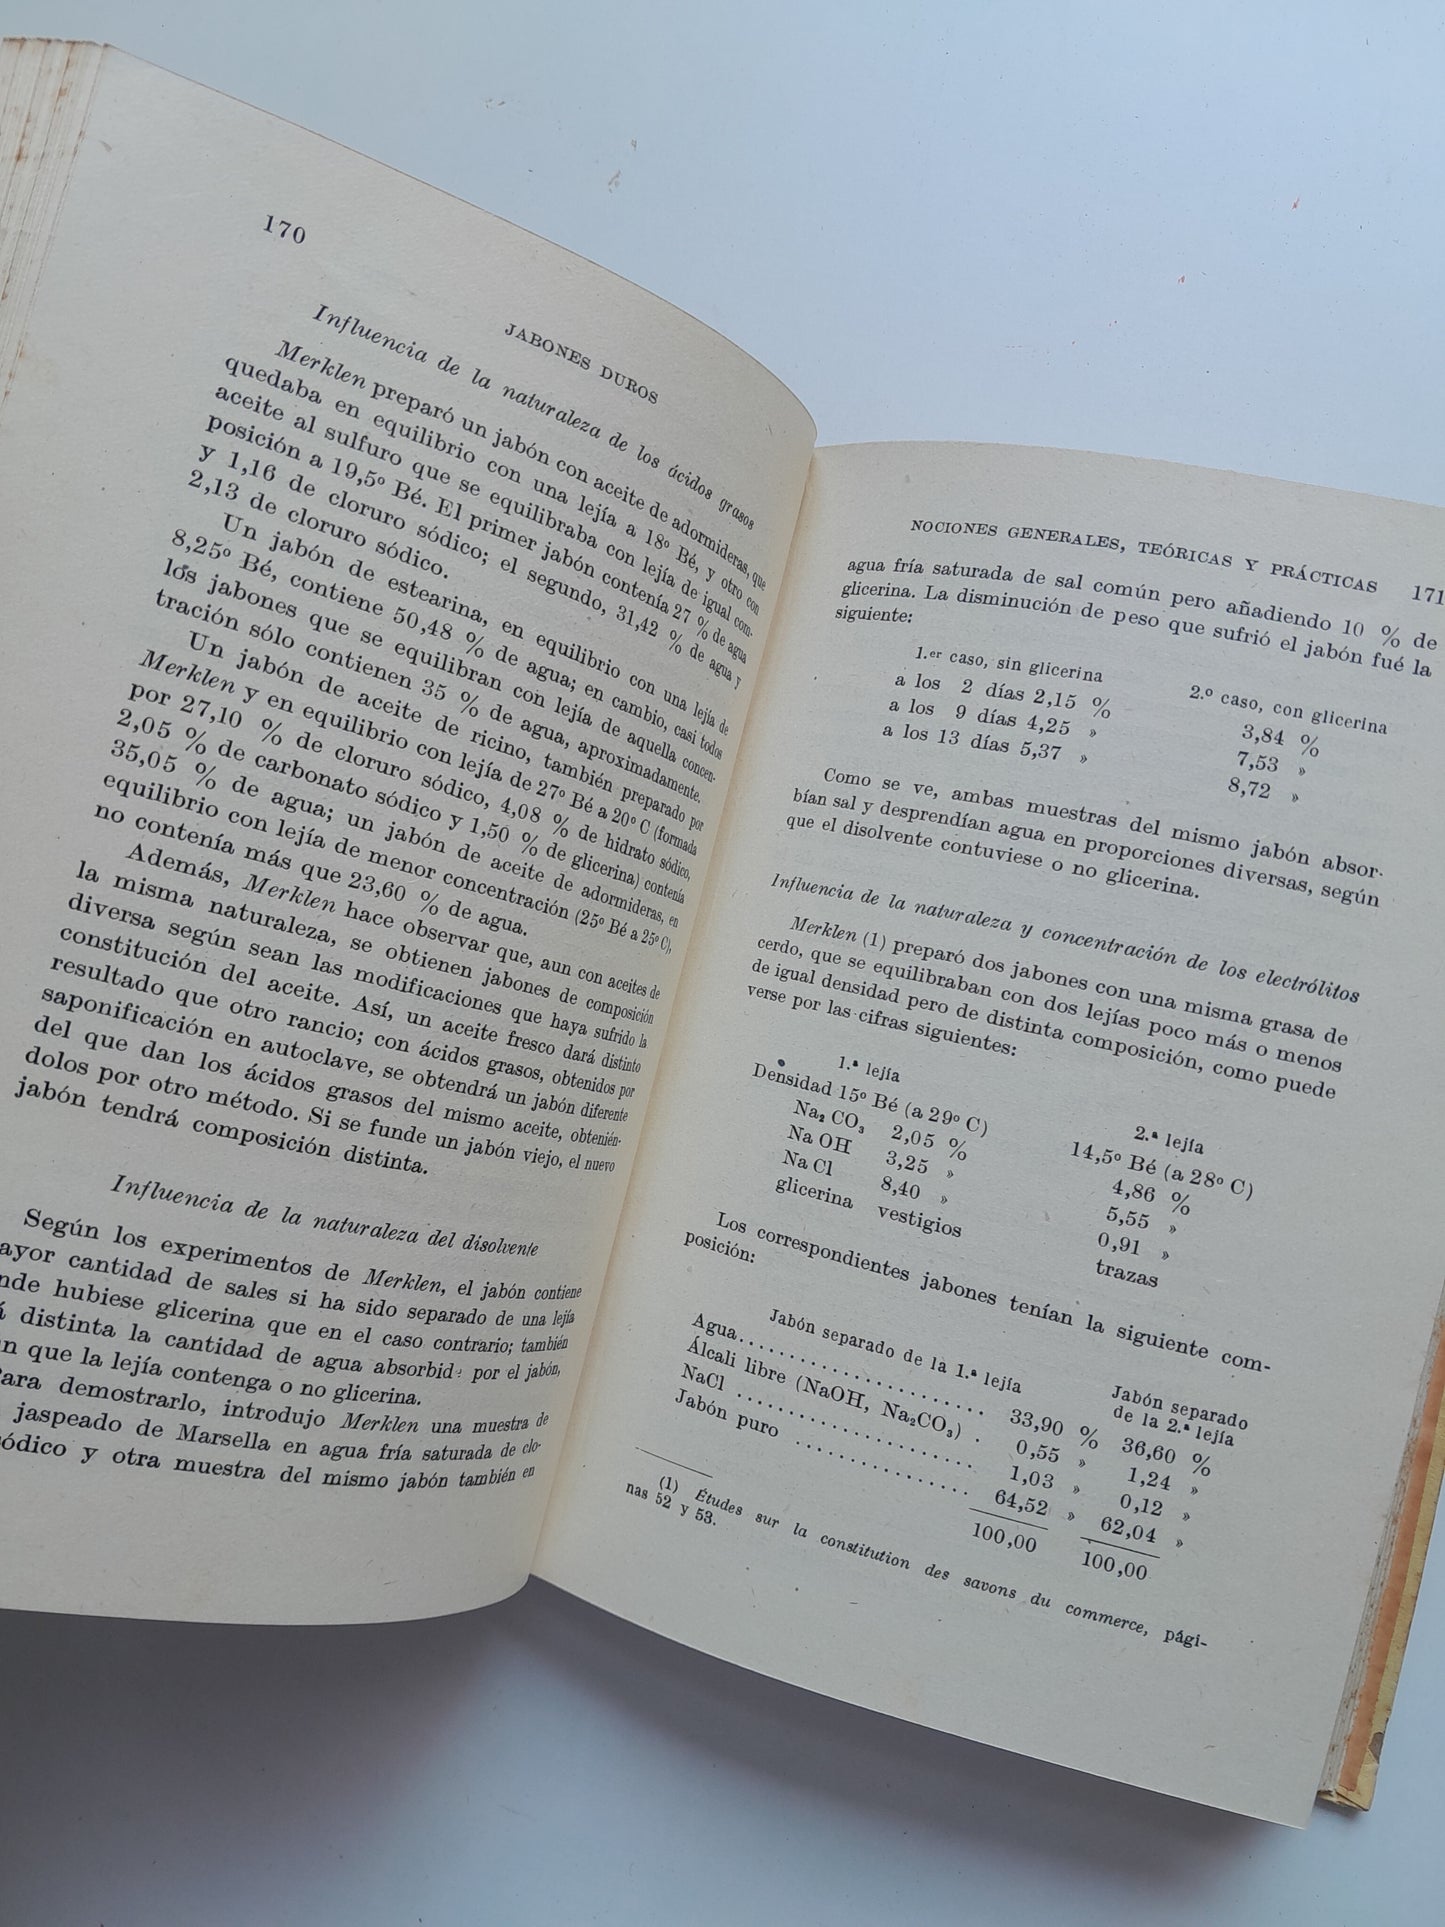 170
JABONES DUROS
Influencia de la naturaleza de los ácidos grasos
Merklen preparó un jabón con aceite de adormideras, que
quedaba en equilibrio con una lejía a 18º Bé, y otro con
aceite al sulfuro que se equilibraba con lejía de igual com-
posición a 19,5º Bé. El primer jabón contenía 27 % de agua
y 1,16 de cloruro sódico; el segundo, 31,42 % de agua y
2,13 de cloruro sódico.
Un jabón de estearina, en equilibrio con una lejía de
8,25º Bé, contiene 50,48 % de agua; en cambio, casi todos
los jabones que se equilibran con lejía de aquella concen-
tración sólo contienen 35 % de agua, aproximadamente.
Un jabón de aceite de ricino, también preparado por
Merklen y en equilibrio con lejía de 27º Bé a 20º C (formada
por 27,10 % de cloruro sódico, 4,08 % de hidrato sódico,
2,05 % de carbonato sódico y 1,50 % de glicerina) contenía
35,05 % de agua; un jabón de aceite de adormideras, en
equilibrio con lejía de menor concentración (25º Bé a 25º C),
no contenía más que 23,60 % de agua.
Además, Merklen hace observar que, aun con aceites de
la misma naturaleza, se obtienen jabones de composición
diversa según sean las modificaciones que haya sufrido la
constitución del aceite. Así, un aceite fresco dará distinto
resultado que otro rancio; con ácidos grasos, obtenidos por
saponificación en autoclave, se obtendrá un jabón diferente
del que dan los ácidos grasos del mismo aceite, obtenién-
dolos por otro método. Si se funde un jabón viejo, el nuevo
jabón tendrá composición distinta.
Influencia de la naturaleza del disolvente
Según los experimentos de Merklen, el jabón contiene
ayor cantidad de sales si ha sido separado de una lejía
nde hubiese glicerina que en el caso contrario; también
á distinta la cantidad de agua absorbid por el jabón,
n que la lejía contenga o no glicerina.
ara demostrarlo, introdujo Merklen una muestra de
jaspeado de Marsella en agua fría saturada de clo-
ódico y otra muestra del mismo jabón también en
NOCIONES GENERALES, TEÓRICAS Y PRÁCTICAS 171
agua fría saturada de sal común pero añadiendo 10 % de
glicerina. La disminución de peso que sufrió el jabón fué la
siguiente:
1.er caso, sin glicerina 2.º caso, con glicerina
a los 2 días 2,15 % 3,84 %
a los 9 días 4,25 » 7,53 »
a los 13 días 5,37 » 8,72 »
Como se ve, ambas muestras del mismo jabón absor-
bían sal y desprendían agua en proporciones diversas, según
que el disolvente contuviese o no glicerina.
Influencia de la naturaleza y concentración de los electrólitos
Merklen (1) preparó dos jabones con una misma grasa de
cerdo, que se equilibraban con dos lejías poco más o menos
de igual densidad pero de distinta composición, como puede
verse por las cifras siguientes:
1.ª lejía 2.ª lejía
Densidad 15º Bé (a 29º C) 14,5º Bé (a 28º C)
Na₂ CO₃ 2,05 % 4,86 %
Na OH 3,25 » 5,55 »
Na Cl 8,40 » 0,91 »
glicerina vestigios trazas
Los correspondientes jabones tenían la siguiente com-
posición:
Jabón separado de la 1.ª lejía Jabón separado
de la 2.ª lejía
Agua........................ 33,90 % 36,60 %
Álcali libre (NaOH, Na₂CO₃) . 0,55 » 1,24 »
NaCl ........................ 1,03 » 0,12 »
Jabón puro .................. 64,52 » 62,04 »
100,00 100,00
(1) Études sur la constitution des savons du commerce, pági-
nas 52 y 53.